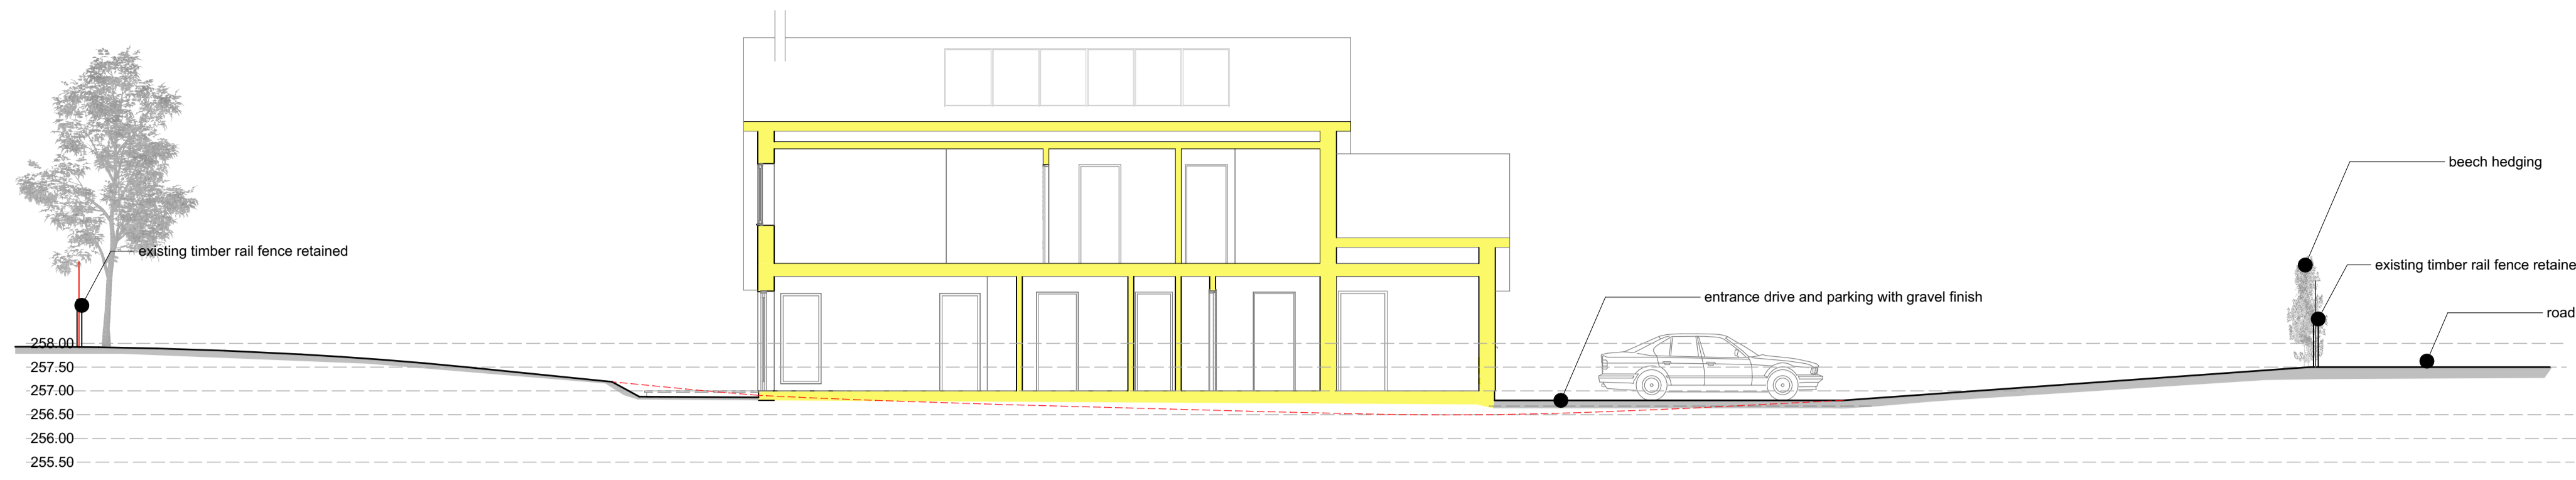 beech hedging
existing timber rail fence retained
existing timber rail fence retaine
entrance drive and parking with gravel finish
road
258.00
257.50
257.00
256.50
256.00
255.50